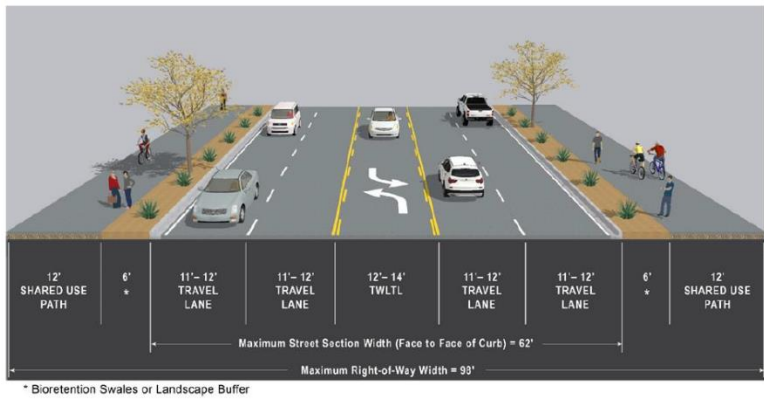 12' SHARED USE PATH
6' *
11'– 12' TRAVEL LANE
11'– 12' TRAVEL LANE
12'– 14' TWLTL
11'– 12' TRAVEL LANE
11'– 12' TRAVEL LANE
6' *
12' SHARED USE PATH
Maximum Street Section Width (Face to Face of Curb) = 62'
Maximum Right-of-Way Width = 98'
* Bioretention Swales or Landscape Buffer